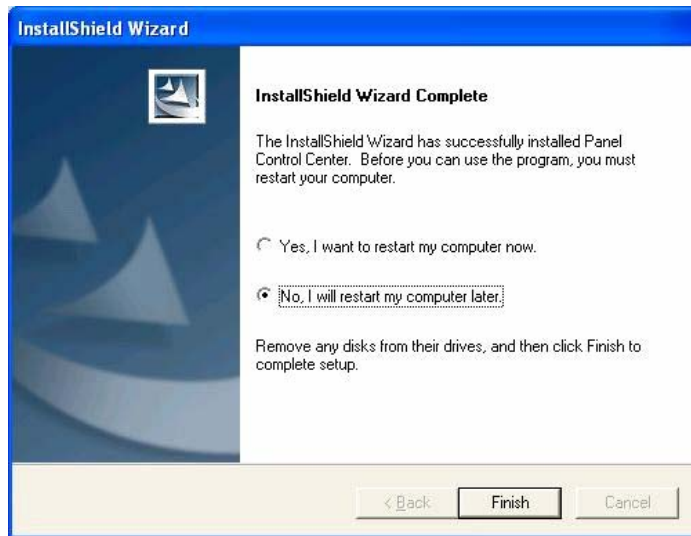 InstallShield Wizard
InstallShield Wizard Complete
The InstallShield Wizard has successfully installed Panel
Control Center. Before you can use the program, you must
restart your computer.
Yes, I want to restart my computer now.
No, I will restart my computer later.
Remove any disks from their drives, and then click Finish to
complete setup.
< Back Finish Cancel